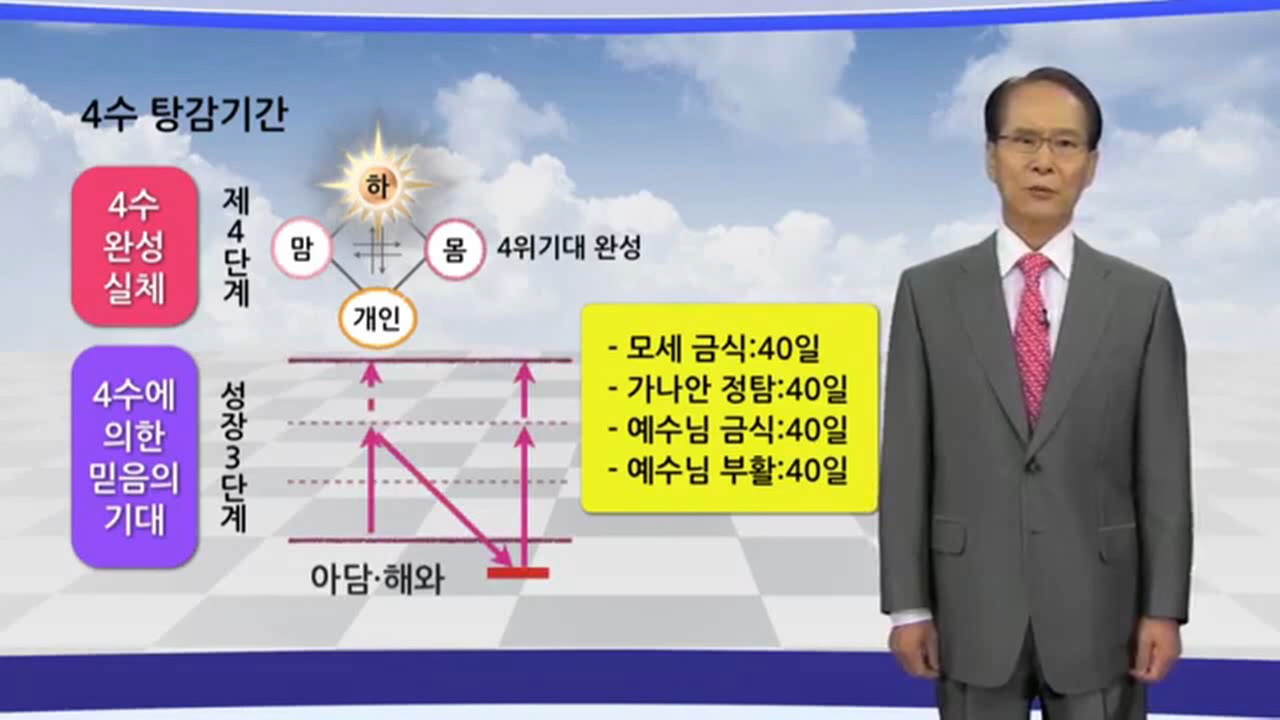 4수 탕감기간
4수
완성
실체
제4단계
하
맘
몸
4위기대 완성
개인
4수에
의한
믿음의
기대
성장3단계
- 모세 금식:40일
- 가나안 정탐:40일
- 예수님 금식:40일
- 예수님 부활:40일
아담·해와